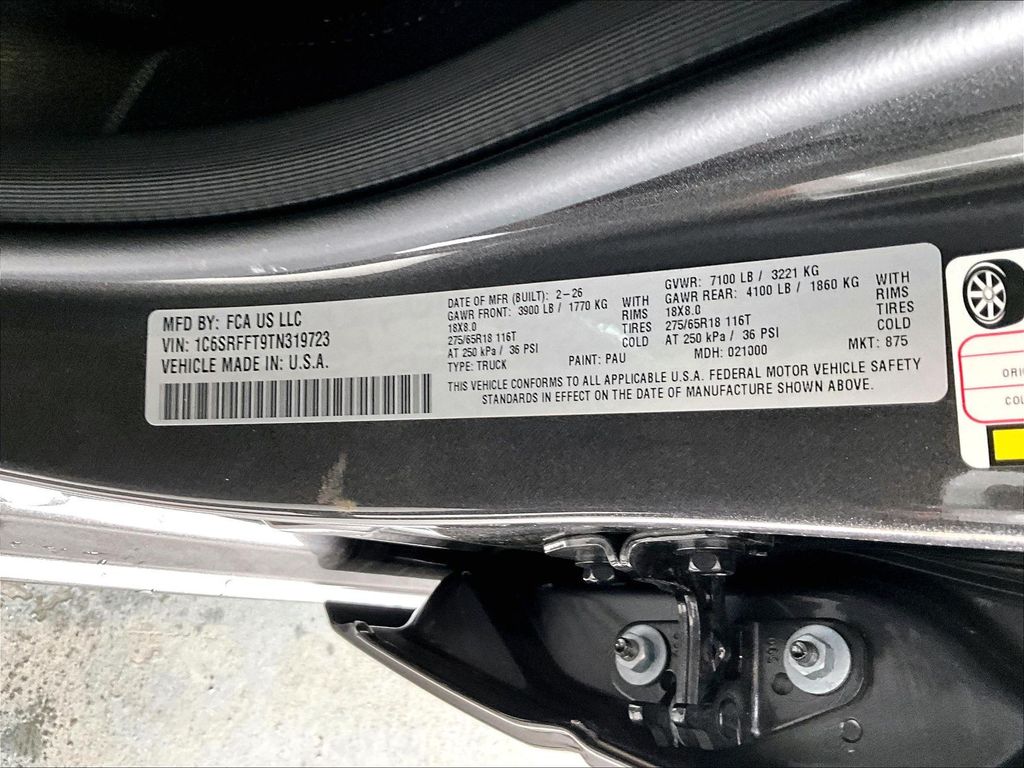 MFD BY: FCA US LLC
VIN: 1C6SRFFT9TN319723
VEHICLE MADE IN: U.S.A.
DATE OF MFR (BUILT): 2-26
GAWR FRONT: 3900 LB / 1770 KG WITH
18X8.0 RIMS
275/65R18 116T TIRES
AT 250 kPa / 36 PSI COLD
TYPE: TRUCK PAINT: PAU
GVWR: 7100 LB / 3221 KG
GAWR REAR: 4100 LB / 1860 KG WITH
18X8.0 RIMS
275/65R18 116T TIRES
AT 250 kPa / 36 PSI COLD
MDH: 021000 MKT: 875
THIS VEHICLE CONFORMS TO ALL APPLICABLE U.S.A. FEDERAL MOTOR VEHICLE SAFETY
STANDARDS IN EFFECT ON THE DATE OF MANUFACTURE SHOWN ABOVE.